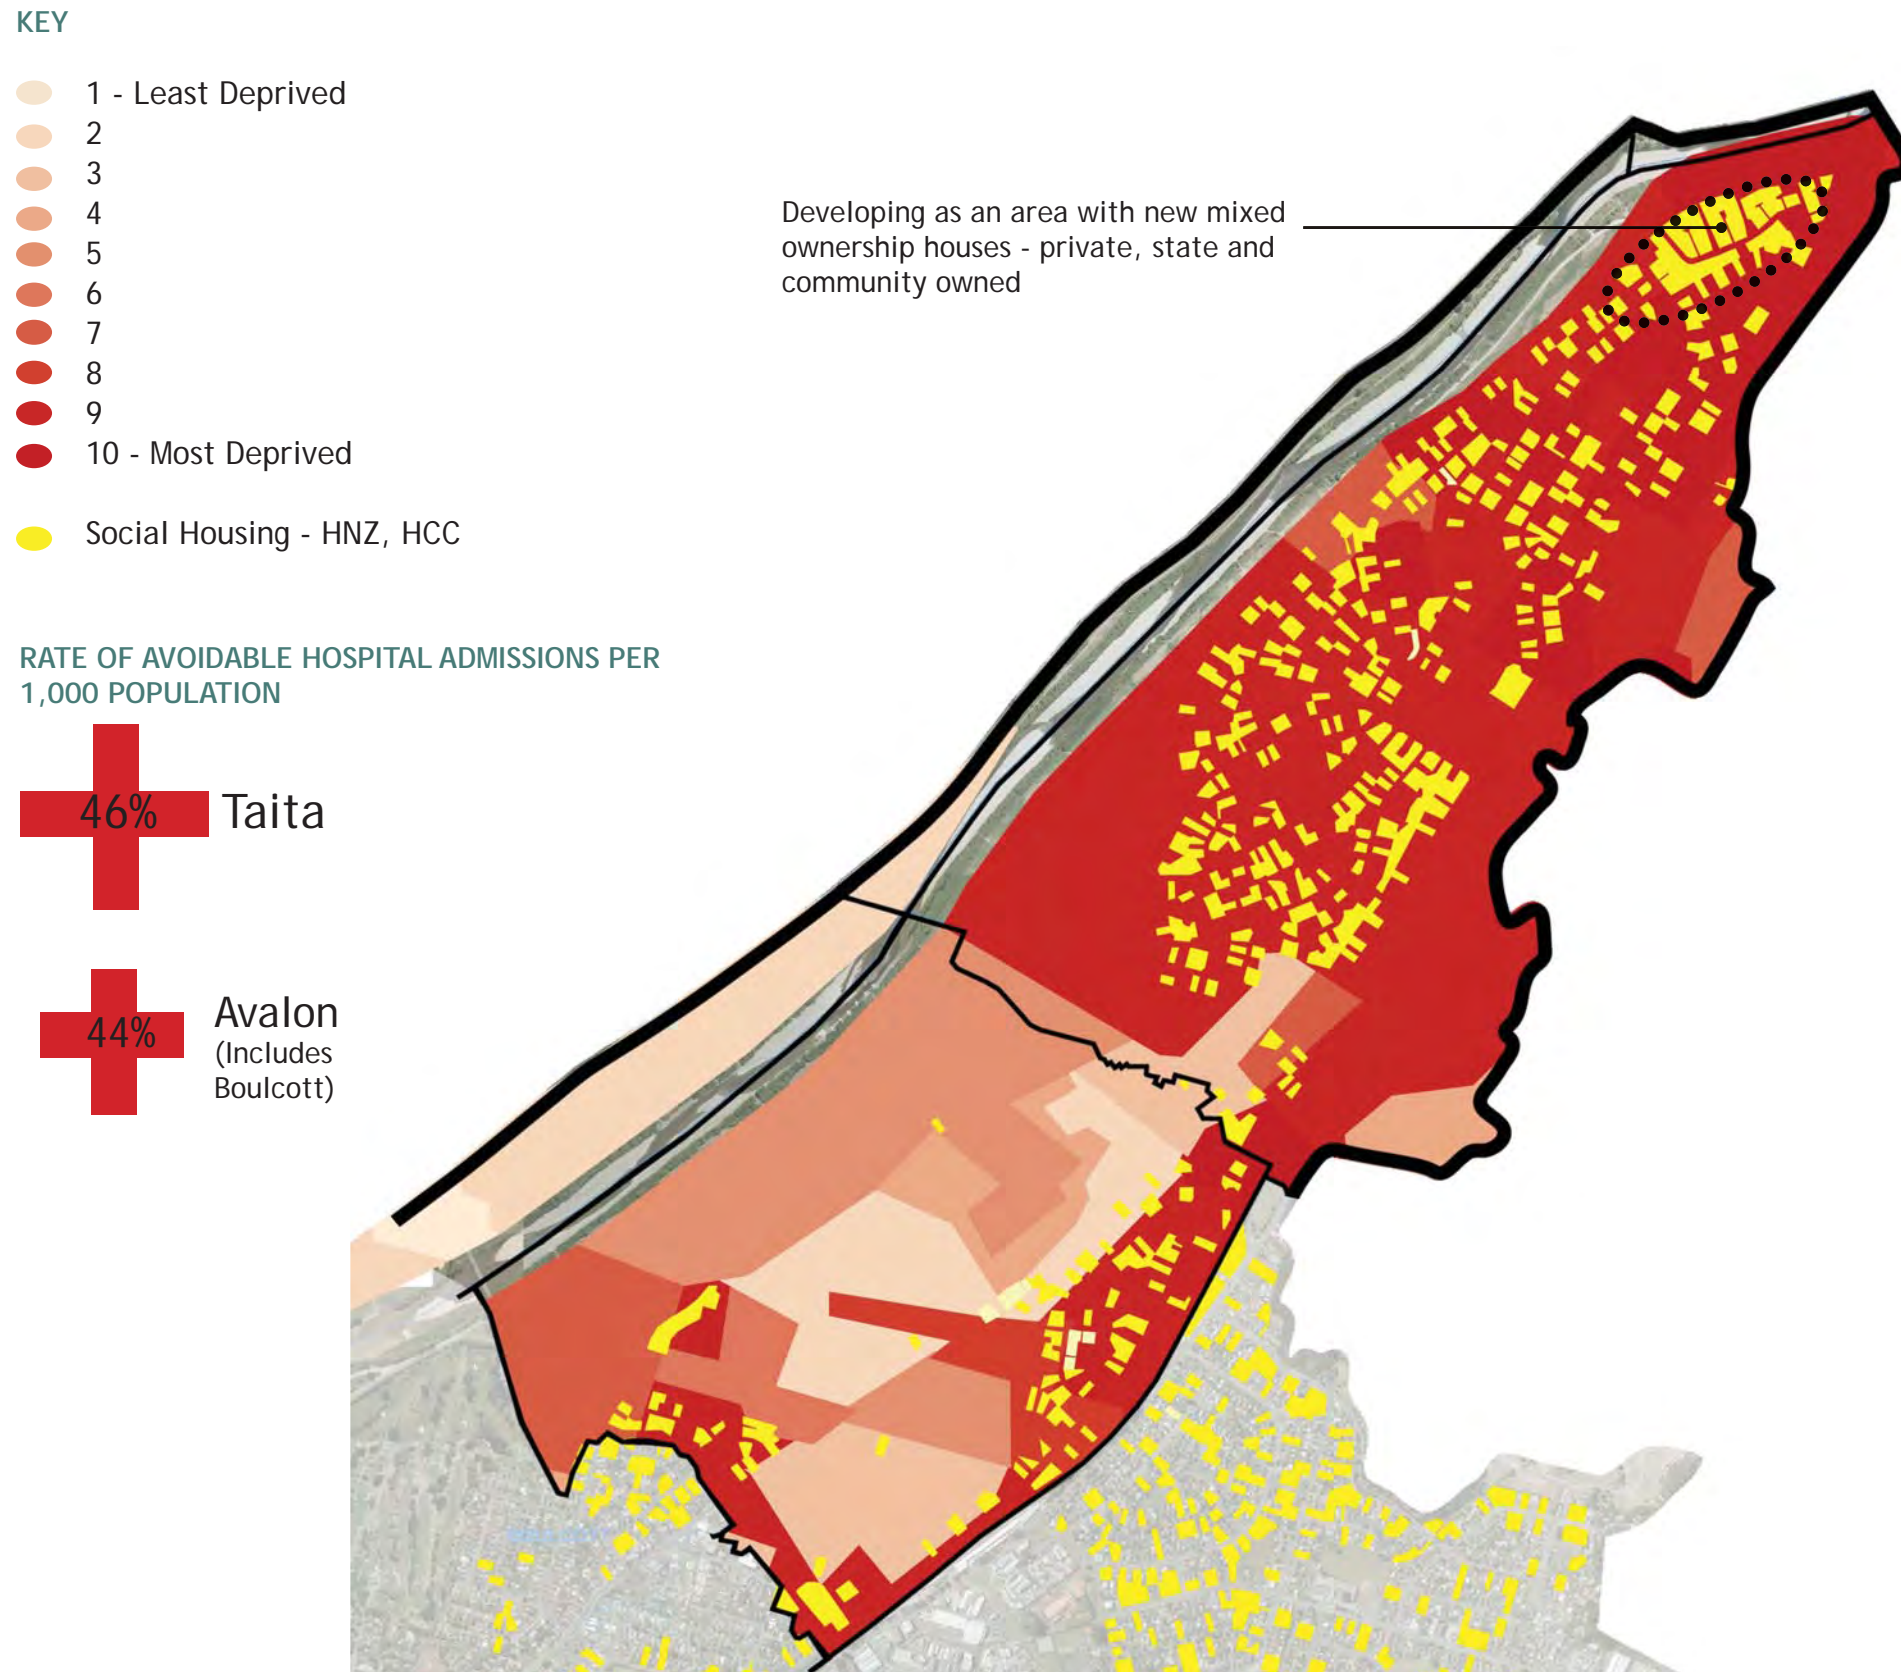 KEY
1 - Least Deprived
2
3
4
5
6
7
8
9
10 - Most Deprived
Social Housing - HNZ, HCC
Developing as an area with new mixed
ownership houses - private, state and
community owned
RATE OF AVOIDABLE HOSPITAL ADMISSIONS PER
1,000 POPULATION
46% Taita
44% Avalon
(Includes
Boulcott)